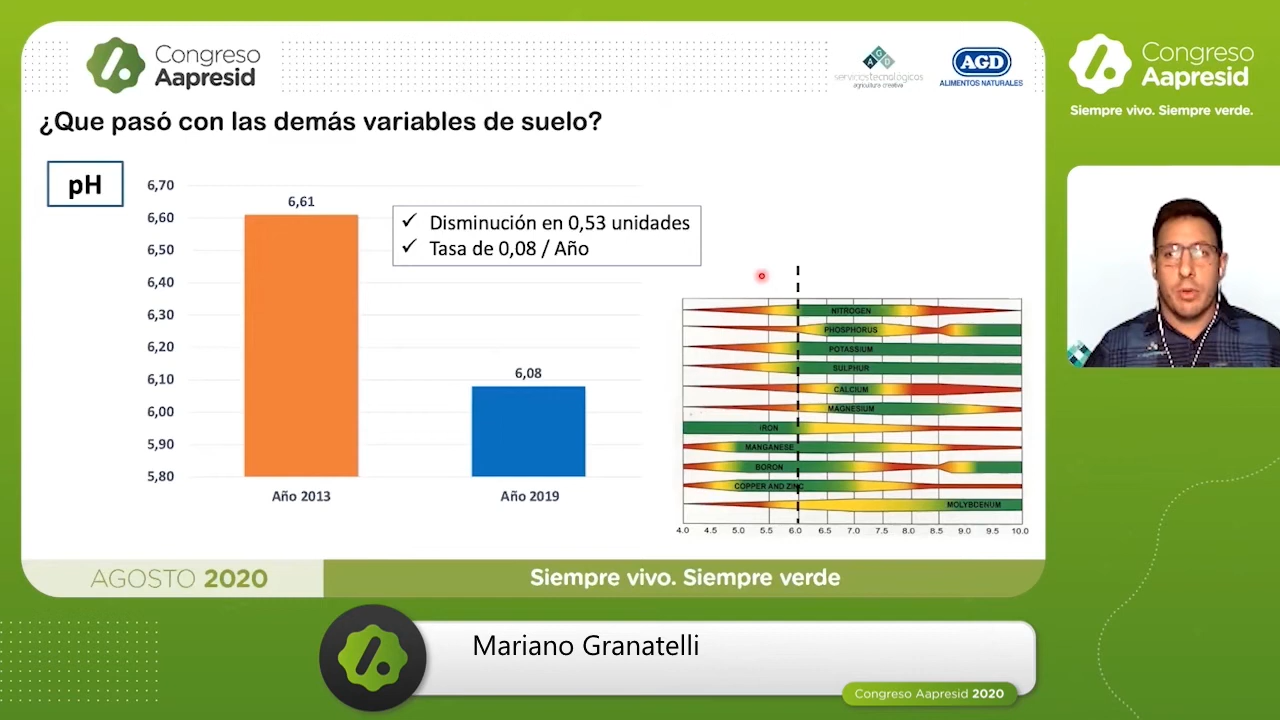 Congreso
Aapresid
serviciostecnológicos
agricultura creativa
AGD
ALIMENTOS NATURALES
Congreso
Aapresid
Siempre vivo. Siempre verde.
¿Que pasó con las demás variables de suelo?
pH
6,70
6,60
6,50
6,40
6,30
6,20
6,10
6,00
5,90
5,80
6,61
6,08
Año 2013
Año 2019
✓ Disminución en 0,53 unidades
✓ Tasa de 0,08 / Año
NITROGEN
PHOSPHORUS
POTASSIUM
SULPHUR
CALCIUM
MAGNESIUM
IRON
MANGANESE
BORON
COPPER AND ZINC
MOLYBDENUM
4.0 4.5 5.0 5.5 6.0 6.5 7.0 7.5 8.0 8.5 9.0 9.5 10.0
AGOSTO 2020
Siempre vivo. Siempre verde
Mariano Granatelli
Congreso Aapresid 2020